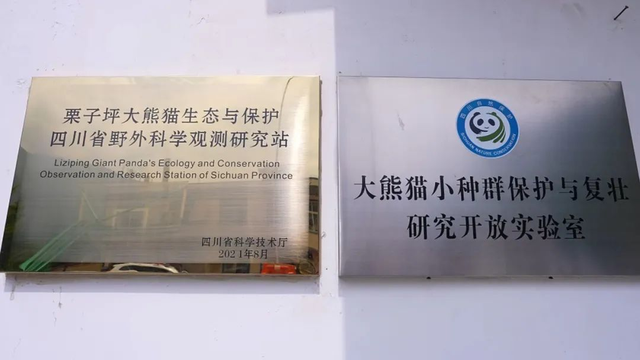 栗子坪大熊猫生态与保护
四川省野外科学观测研究站
Liziping Giant Panda's Ecology and Conservation
Observation and Research Station of Sichuan Province
四川省科学技术厅
2021年8月
大熊猫小种群保护与复壮
研究开放实验室